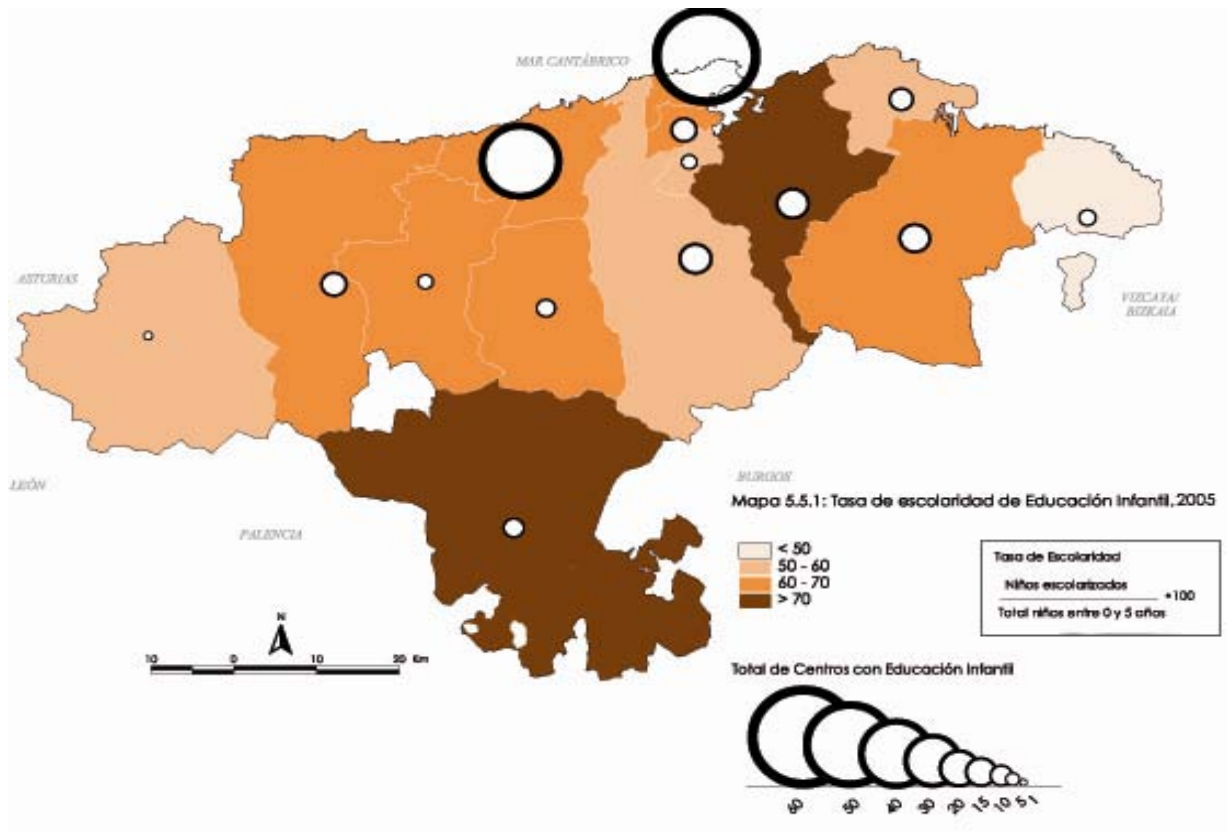 MAR CANTÁBRICO
ASTURIAS
VIZCAYA/
BIZKAIA
LEÓN
BURGOS
PALENCIA
Mapa 5.5.1: Tasa de escolaridad de Educación Infantil, 2005
< 50
50 - 60
60 - 70
> 70
Tasa de Escolaridad
Niños escolarizados
*100
Total niños entre 0 y 5 años
N
10 0 10 20 Km
Total de Centros con Educación Infantil
60 50 40 30 20 15 10 5 1